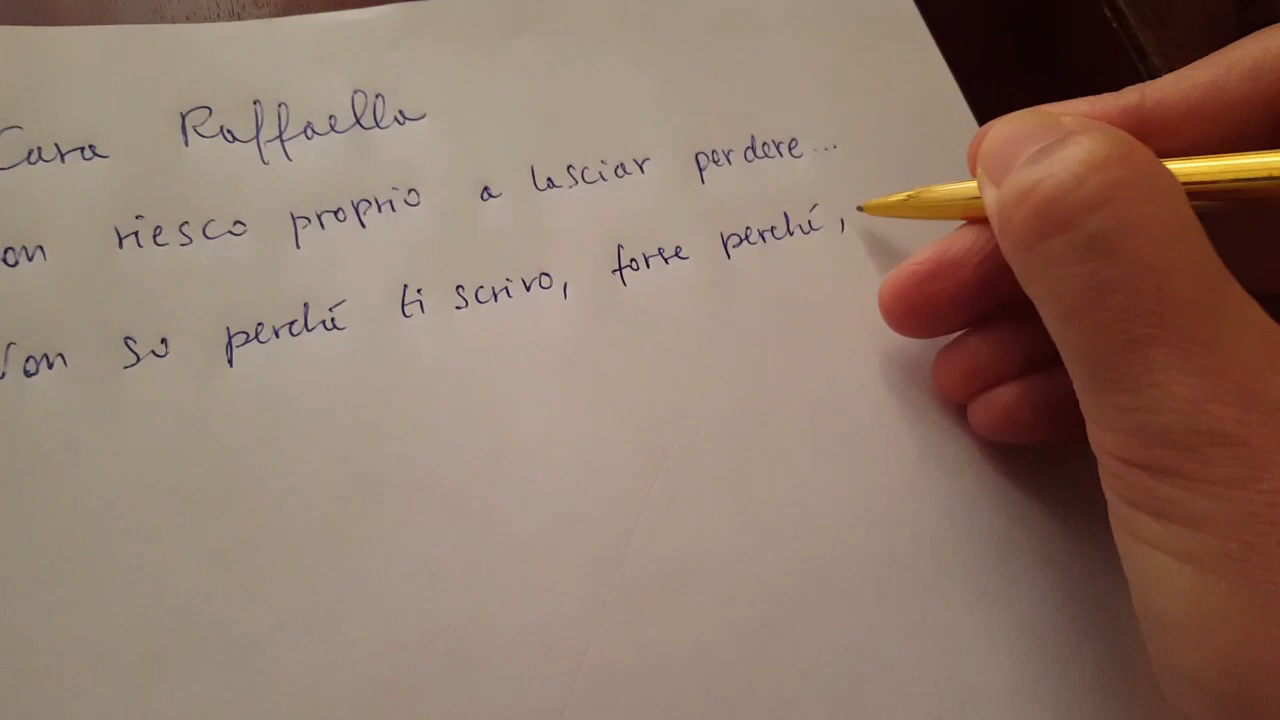 Cara Raffaella
on riesco proprio a lasciar perdere...
Non so perché ti scrivo, forse perché,